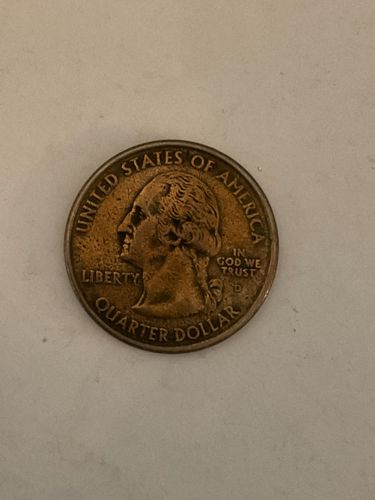 UNITED STATES OF AMERICA
LIBERTY
IN
GOD WE
TRUST
D
QUARTER DOLLAR